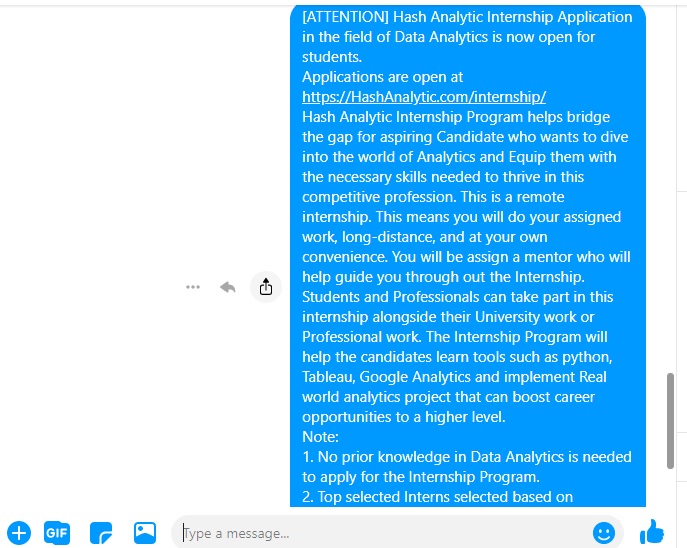 [ATTENTION] Hash Analytic Internship Application
in the field of Data Analytics is now open for
students.
Applications are open at
https://HashAnalytic.com/internship/
Hash Analytic Internship Program helps bridge
the gap for aspiring Candidate who wants to dive
into the world of Analytics and Equip them with
the necessary skills needed to thrive in this
competitive profession. This is a remote
internship. This means you will do your assigned
work, long-distance, and at your own
convenience. You will be assign a mentor who will
help guide you through out the Internship.
Students and Professionals can take part in this
internship alongside their University work or
Professional work. The Internship Program will
help the candidates learn tools such as python,
Tableau, Google Analytics and implement Real
world analytics project that can boost career
opportunities to a higher level.
Note:
1. No prior knowledge in Data Analytics is needed
to apply for the Internship Program.
2. Top selected Interns selected based on
GIF
Type a message...